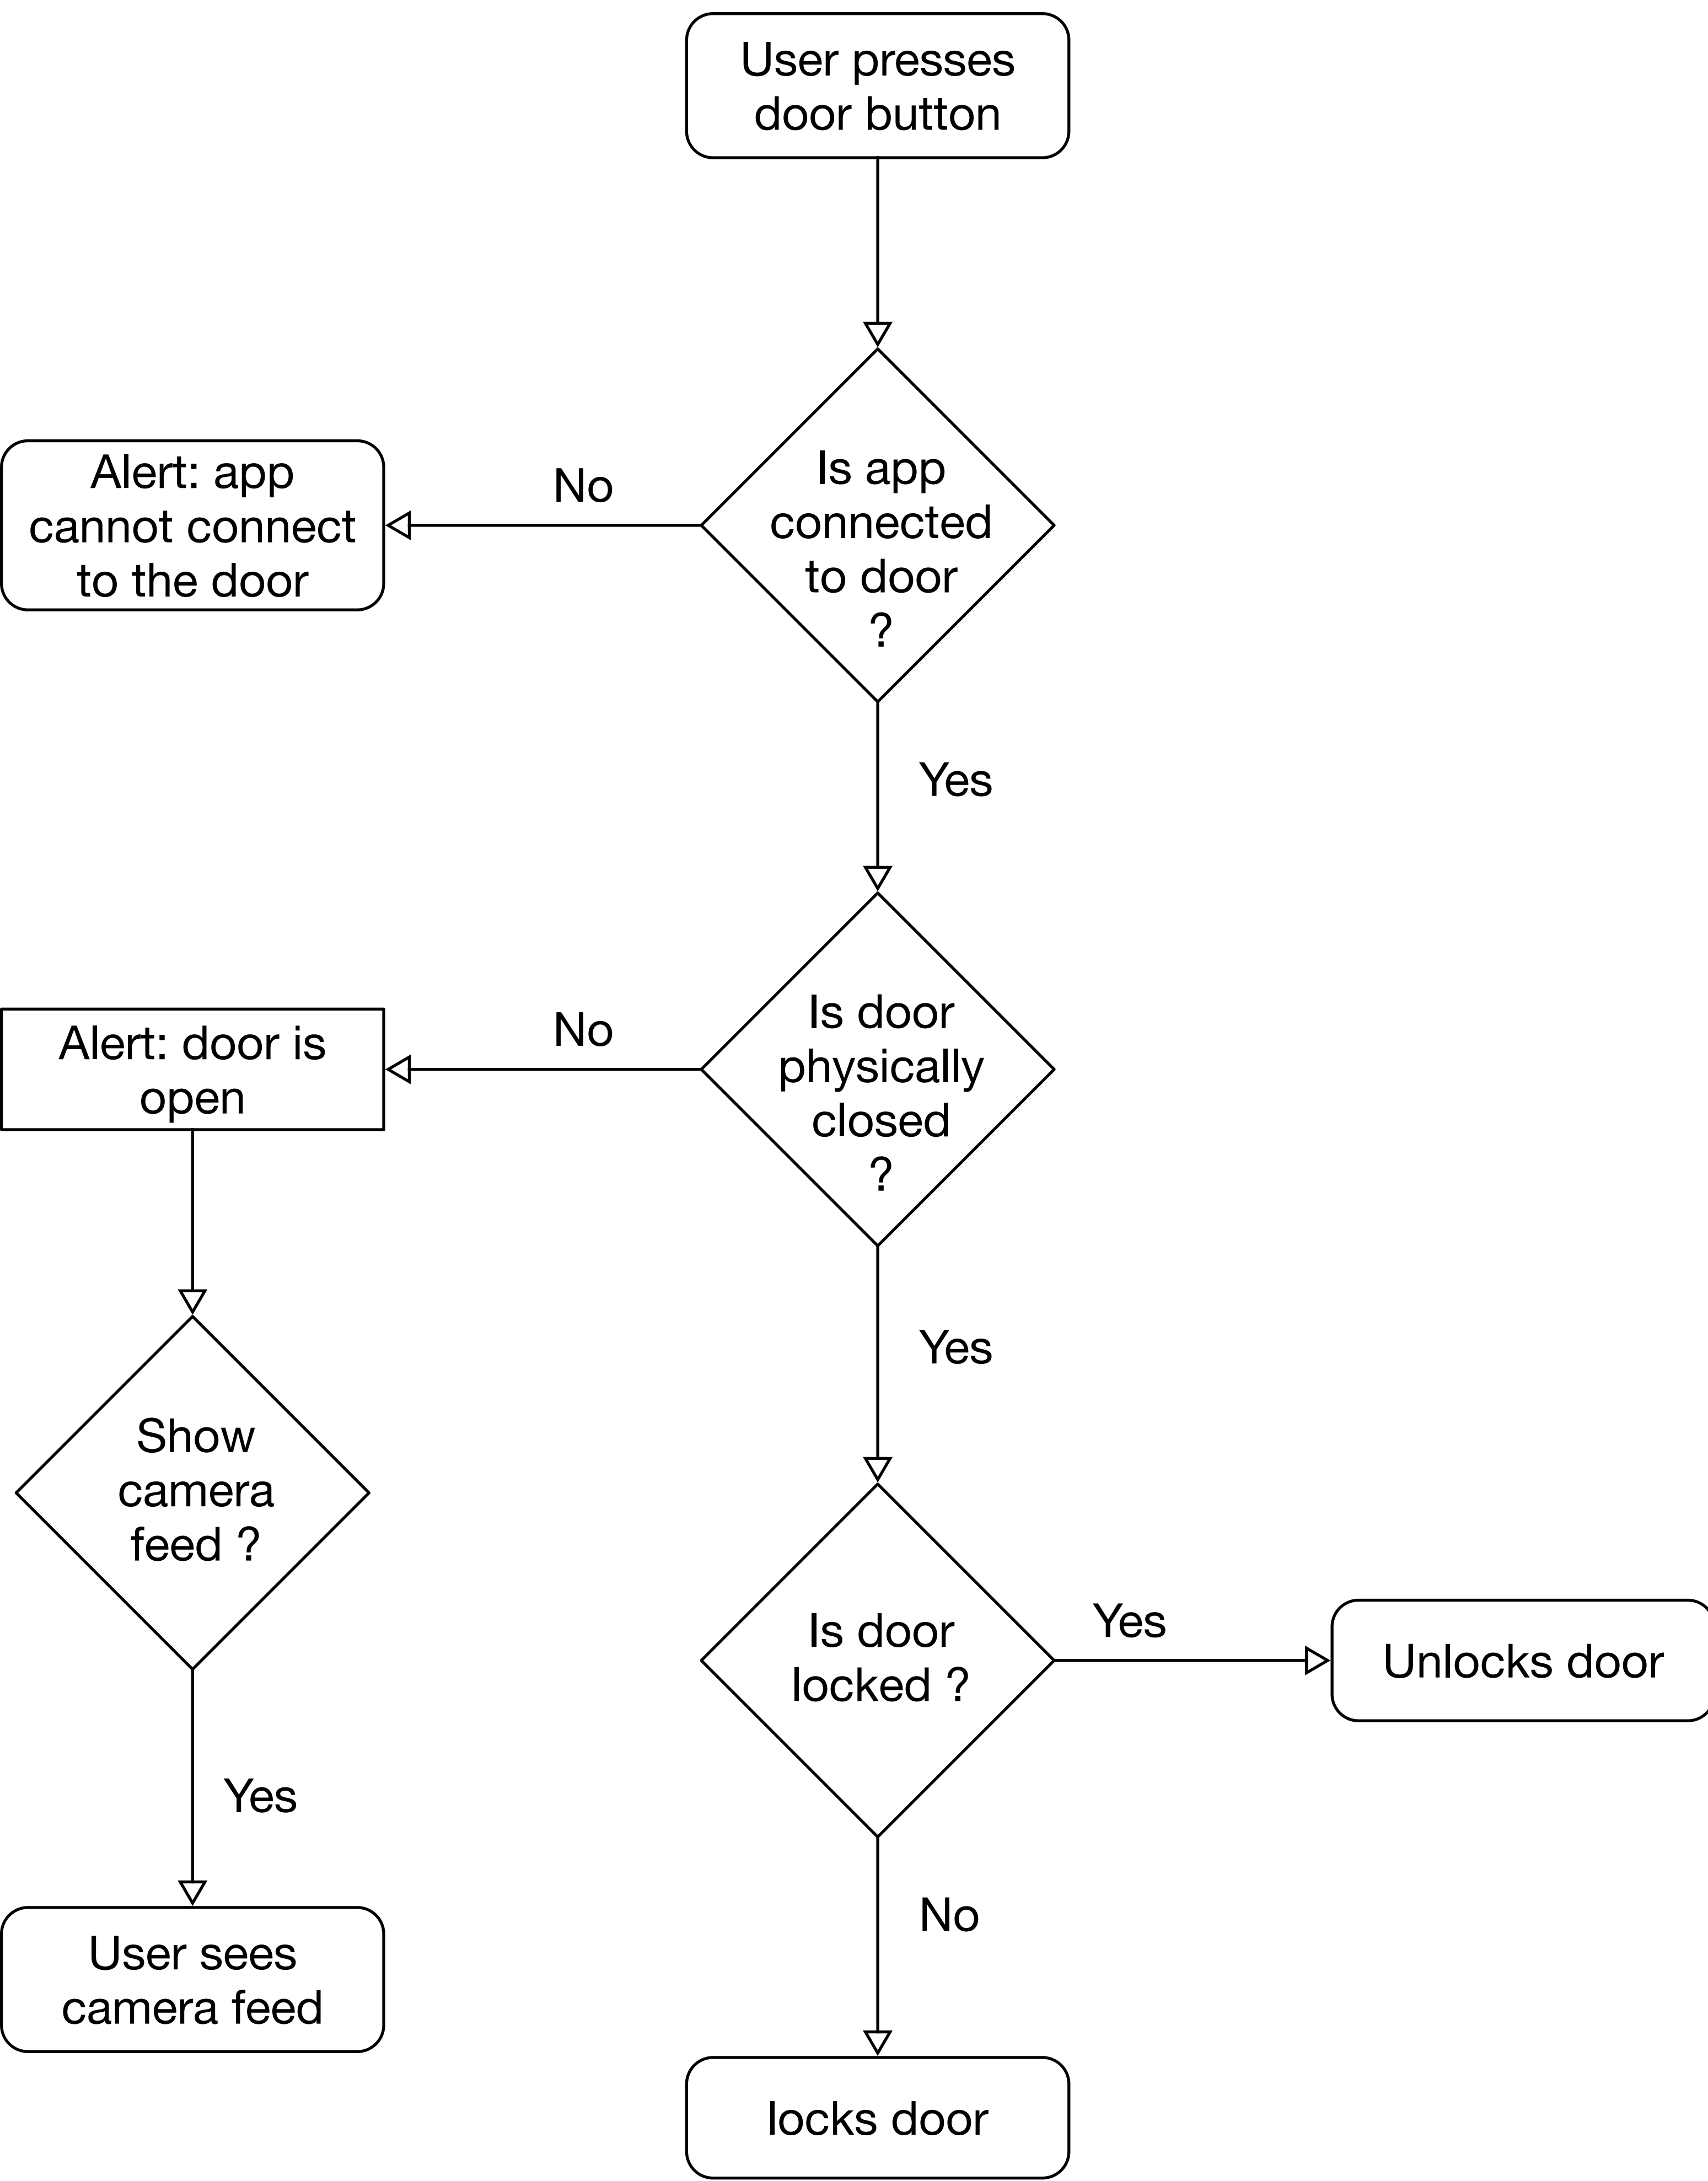 User presses
door button
Is app
connected
to door
?
No
Alert: app
cannot connect
to the door
Yes
Is door
physically
closed
?
No
Alert: door is
open
Yes
Show
camera
feed ?
Yes
User sees
camera feed
Is door
locked ?
Yes
Unlocks door
No
locks door